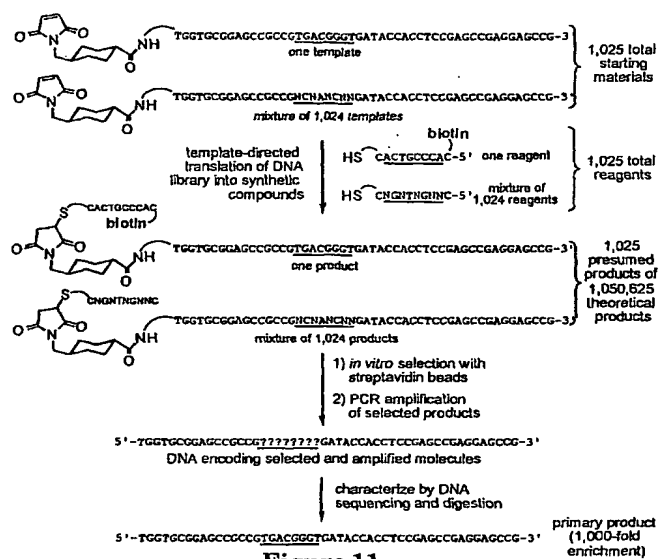 TGGTGCGGAGCCGCCGTGACGGGTGATACCACCTCCGAGCCGAGGAGCCG-3'
one template
1,025 total
starting
materials
TGGTGCGGAGCCGCCGNCNANCNNGATACCACCTCCGAGCCGAGGAGCCG-3'
mixture of 1,024 templates
template-directed
translation of DNA
library into synthetic
compounds
biotin
HS CACTGCCCAC-5' one reagent
HS CNGNTNGNNC-5' mixture of
1,024 reagents
1,025 total
reagents
S CACTGCCCAC
biotin
O N O
NH
O
TGGTGCGGAGCCGCCGTGACGGGTGATACCACCTCCGAGCCGAGGAGCCG-3'
one product
1,025
presumed
products of
1,050,625
theoretical
products
S CNGNTNGNNC
O N O
NH
O
TGGTGCGGAGCCGCCGNCNANCNNGATACCACCTCCGAGCCGAGGAGCCG-3'
mixture of 1,024 products
1) in vitro selection with
streptavidin beads
2) PCR amplification
of selected products
5'-TGGTGCGGAGCCGCCG????????GATACCACCTCCGAGCCGAGGAGCCG-3'
DNA encoding selected and amplified molecules
characterize by DNA
sequencing and digestion
5'-TGGTGCGGAGCCGCCGTGACGGGTGATACCACCTCCGAGCCGAGGAGCCG-3'
primary product
(1,000-fold
enrichment)
Figure 11